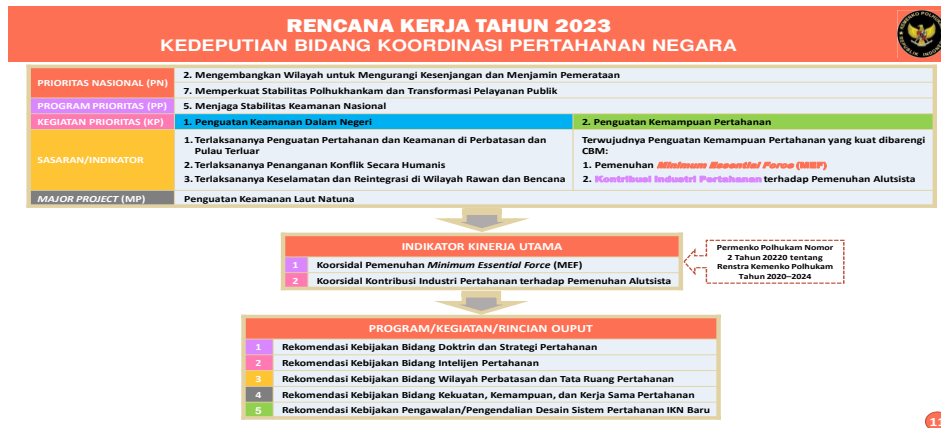 RENCANA KERJA TAHUN 2023
KEDEPUTIAN BIDANG KOORDINASI PERTAHANAN NEGARA
KEMENKO POLHUKAM
REPUBLIK INDONESIA
PRIORITAS NASIONAL (PN)
2. Mengembangkan Wilayah untuk Mengurangi Kesenjangan dan Menjamin Pemerataan
7. Memperkuat Stabilitas Polhukhankam dan Transformasi Pelayanan Publik
PROGRAM PRIORITAS (PP)
5. Menjaga Stabilitas Keamanan Nasional
KEGIATAN PRIORITAS (KP)
1. Penguatan Keamanan Dalam Negeri
2. Penguatan Kemampuan Pertahanan
SASARAN/INDIKATOR
1. Terlaksananya Penguatan Pertahanan dan Keamanan di Perbatasan dan
Pulau Terluar
2. Terlaksananya Penanganan Konflik Secara Humanis
3. Terlaksananya Keselamatan dan Reintegrasi di Wilayah Rawan dan Bencana
Terwujudnya Penguatan Kemampuan Pertahanan yang kuat dibarengi
CBM:
1. Pemenuhan Minimum Essential Force (MEF)
2. Kontribusi Industri Pertahanan terhadap Pemenuhan Alutsista
MAJOR PROJECT (MP)
Penguatan Keamanan Laut Natuna
INDIKATOR KINERJA UTAMA
1 Koorsidal Pemenuhan Minimum Essential Force (MEF)
2 Koorsidal Kontribusi Industri Pertahanan terhadap Pemenuhan Alutsista
Permenko Polhukam Nomor
2 Tahun 20220 tentang
Renstra Kemenko Polhukam
Tahun 2020–2024
PROGRAM/KEGIATAN/RINCIAN OUPUT
1 Rekomendasi Kebijakan Bidang Doktrin dan Strategi Pertahanan
2 Rekomendasi Kebijakan Bidang Intelijen Pertahanan
3 Rekomendasi Kebijakan Bidang Wilayah Perbatasan dan Tata Ruang Pertahanan
4 Rekomendasi Kebijakan Bidang Kekuatan, Kemampuan, dan Kerja Sama Pertahanan
5 Rekomendasi Kebijakan Pengawalan/Pengendalian Desain Sistem Pertahanan IKN Baru